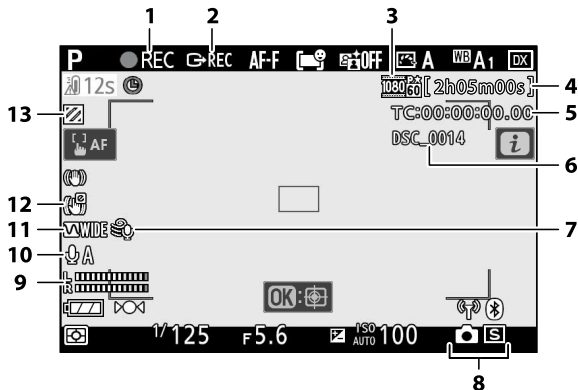 1 2 3
P REC REC AF-F OFF A WB A1 DX
12s 1080 P★ 60 [2h05m00s] 4
13 TC:00:00:00.00 5
AF DSC_0014 i
6
12
11 WIDE 7
10 A
9 L
R OK:
1/125 F5.6 ISO AUTO 100 S
8